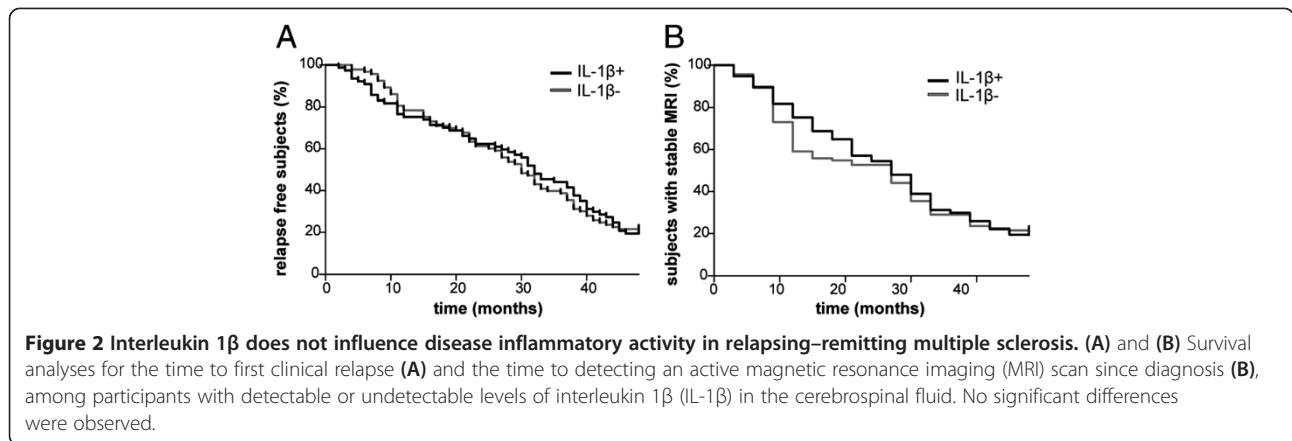 A
B
100
80
60
40
20
0
relapse free subjects (%)
IL-1β+
IL-1β-
0 10 20 30 40
time (months)
100
80
60
40
20
0
subjects with stable MRI (%)
IL-1β+
IL-1β-
0 10 20 30 40
time (months)
Figure 2 Interleukin 1β does not influence disease inflammatory activity in relapsing–remitting multiple sclerosis. (A) and (B) Survival
analyses for the time to first clinical relapse (A) and the time to detecting an active magnetic resonance imaging (MRI) scan since diagnosis (B),
among participants with detectable or undetectable levels of interleukin 1β (IL-1β) in the cerebrospinal fluid. No significant differences
were observed.